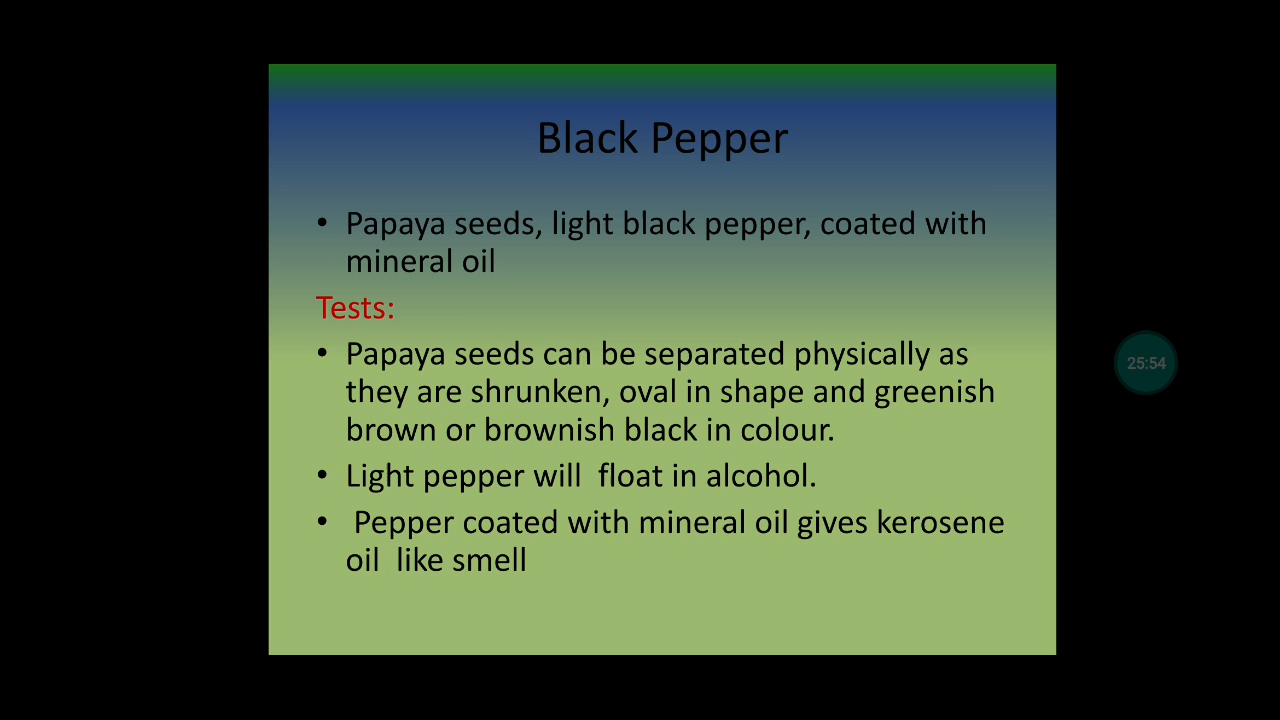 Black Pepper
• Papaya seeds, light black pepper, coated with
mineral oil
Tests:
• Papaya seeds can be separated physically as
they are shrunken, oval in shape and greenish
brown or brownish black in colour.
• Light pepper will  float in alcohol.
•  Pepper coated with mineral oil gives kerosene
oil  like smell
25:54